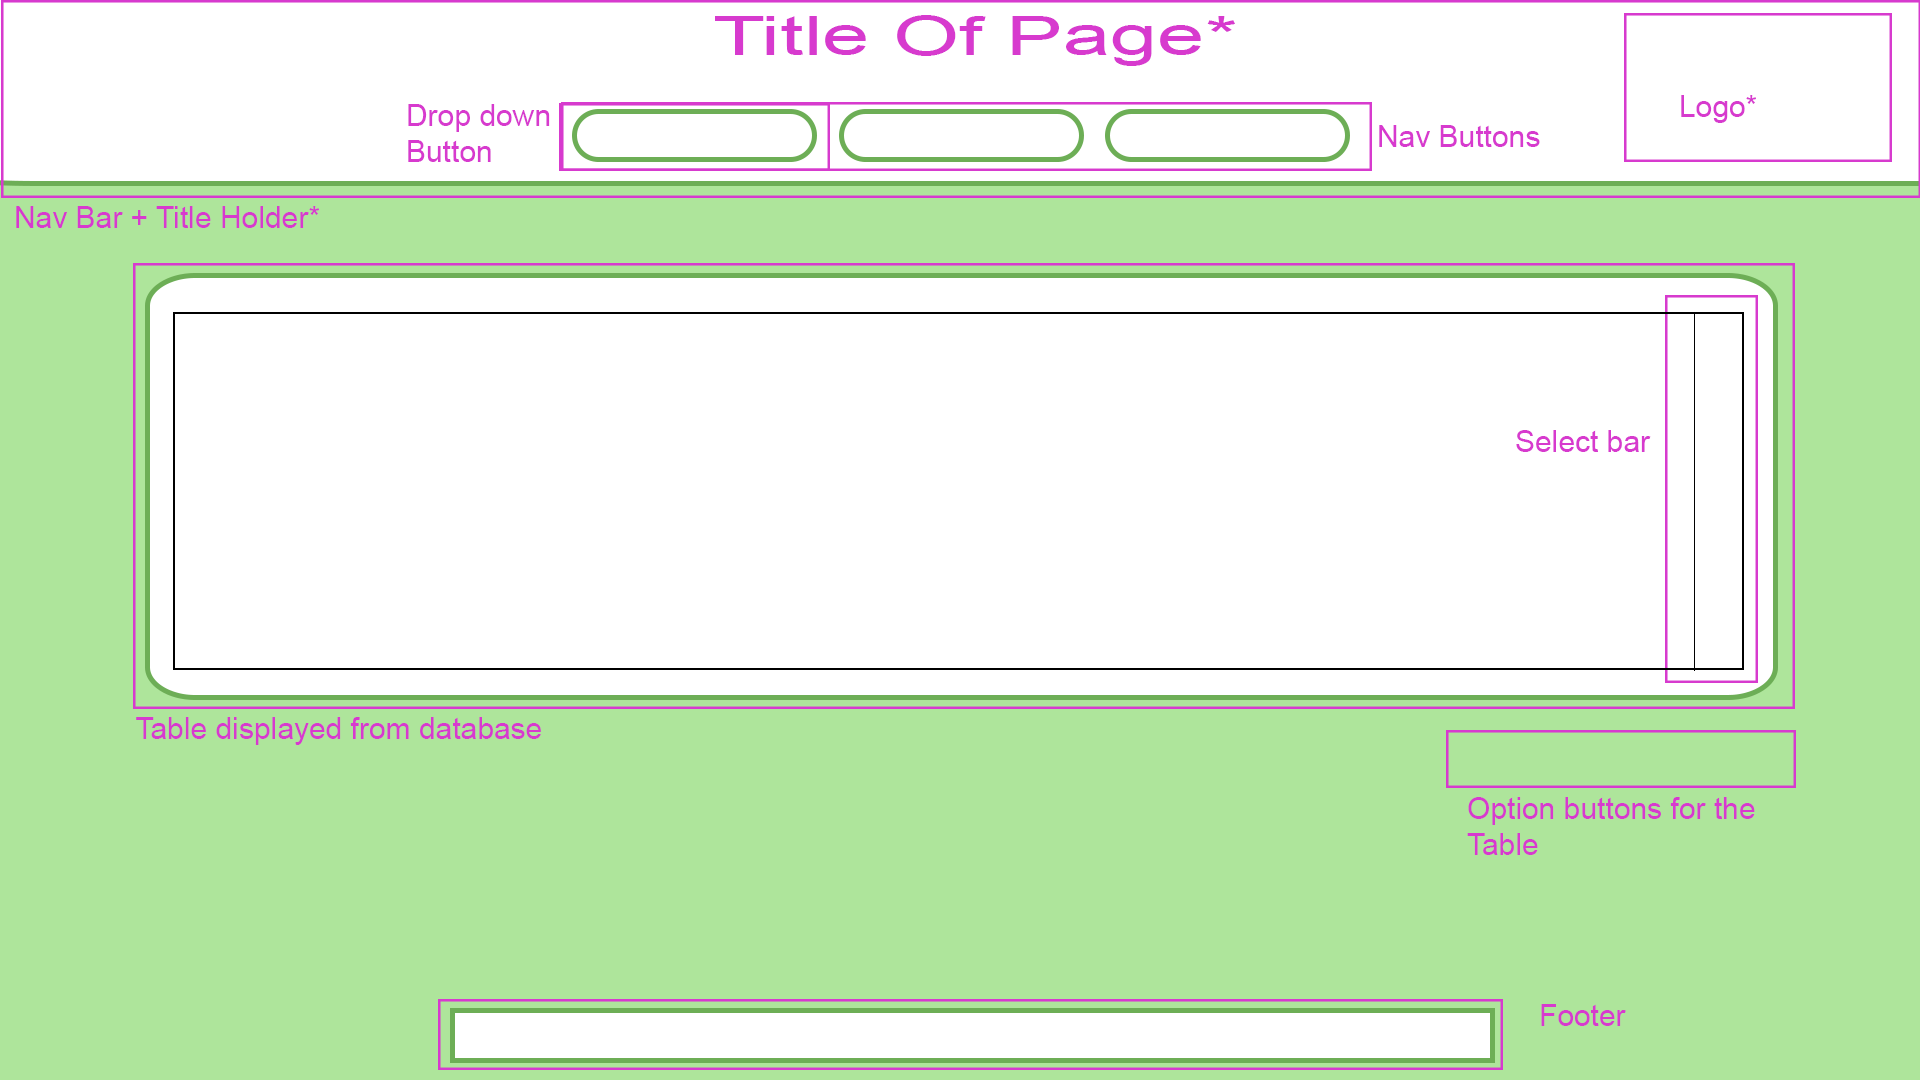 Title Of Page*
Logo*
Drop down
Button
Nav Buttons
Nav Bar + Title Holder*
Select bar
Table displayed from database
Option buttons for the
Table
Footer